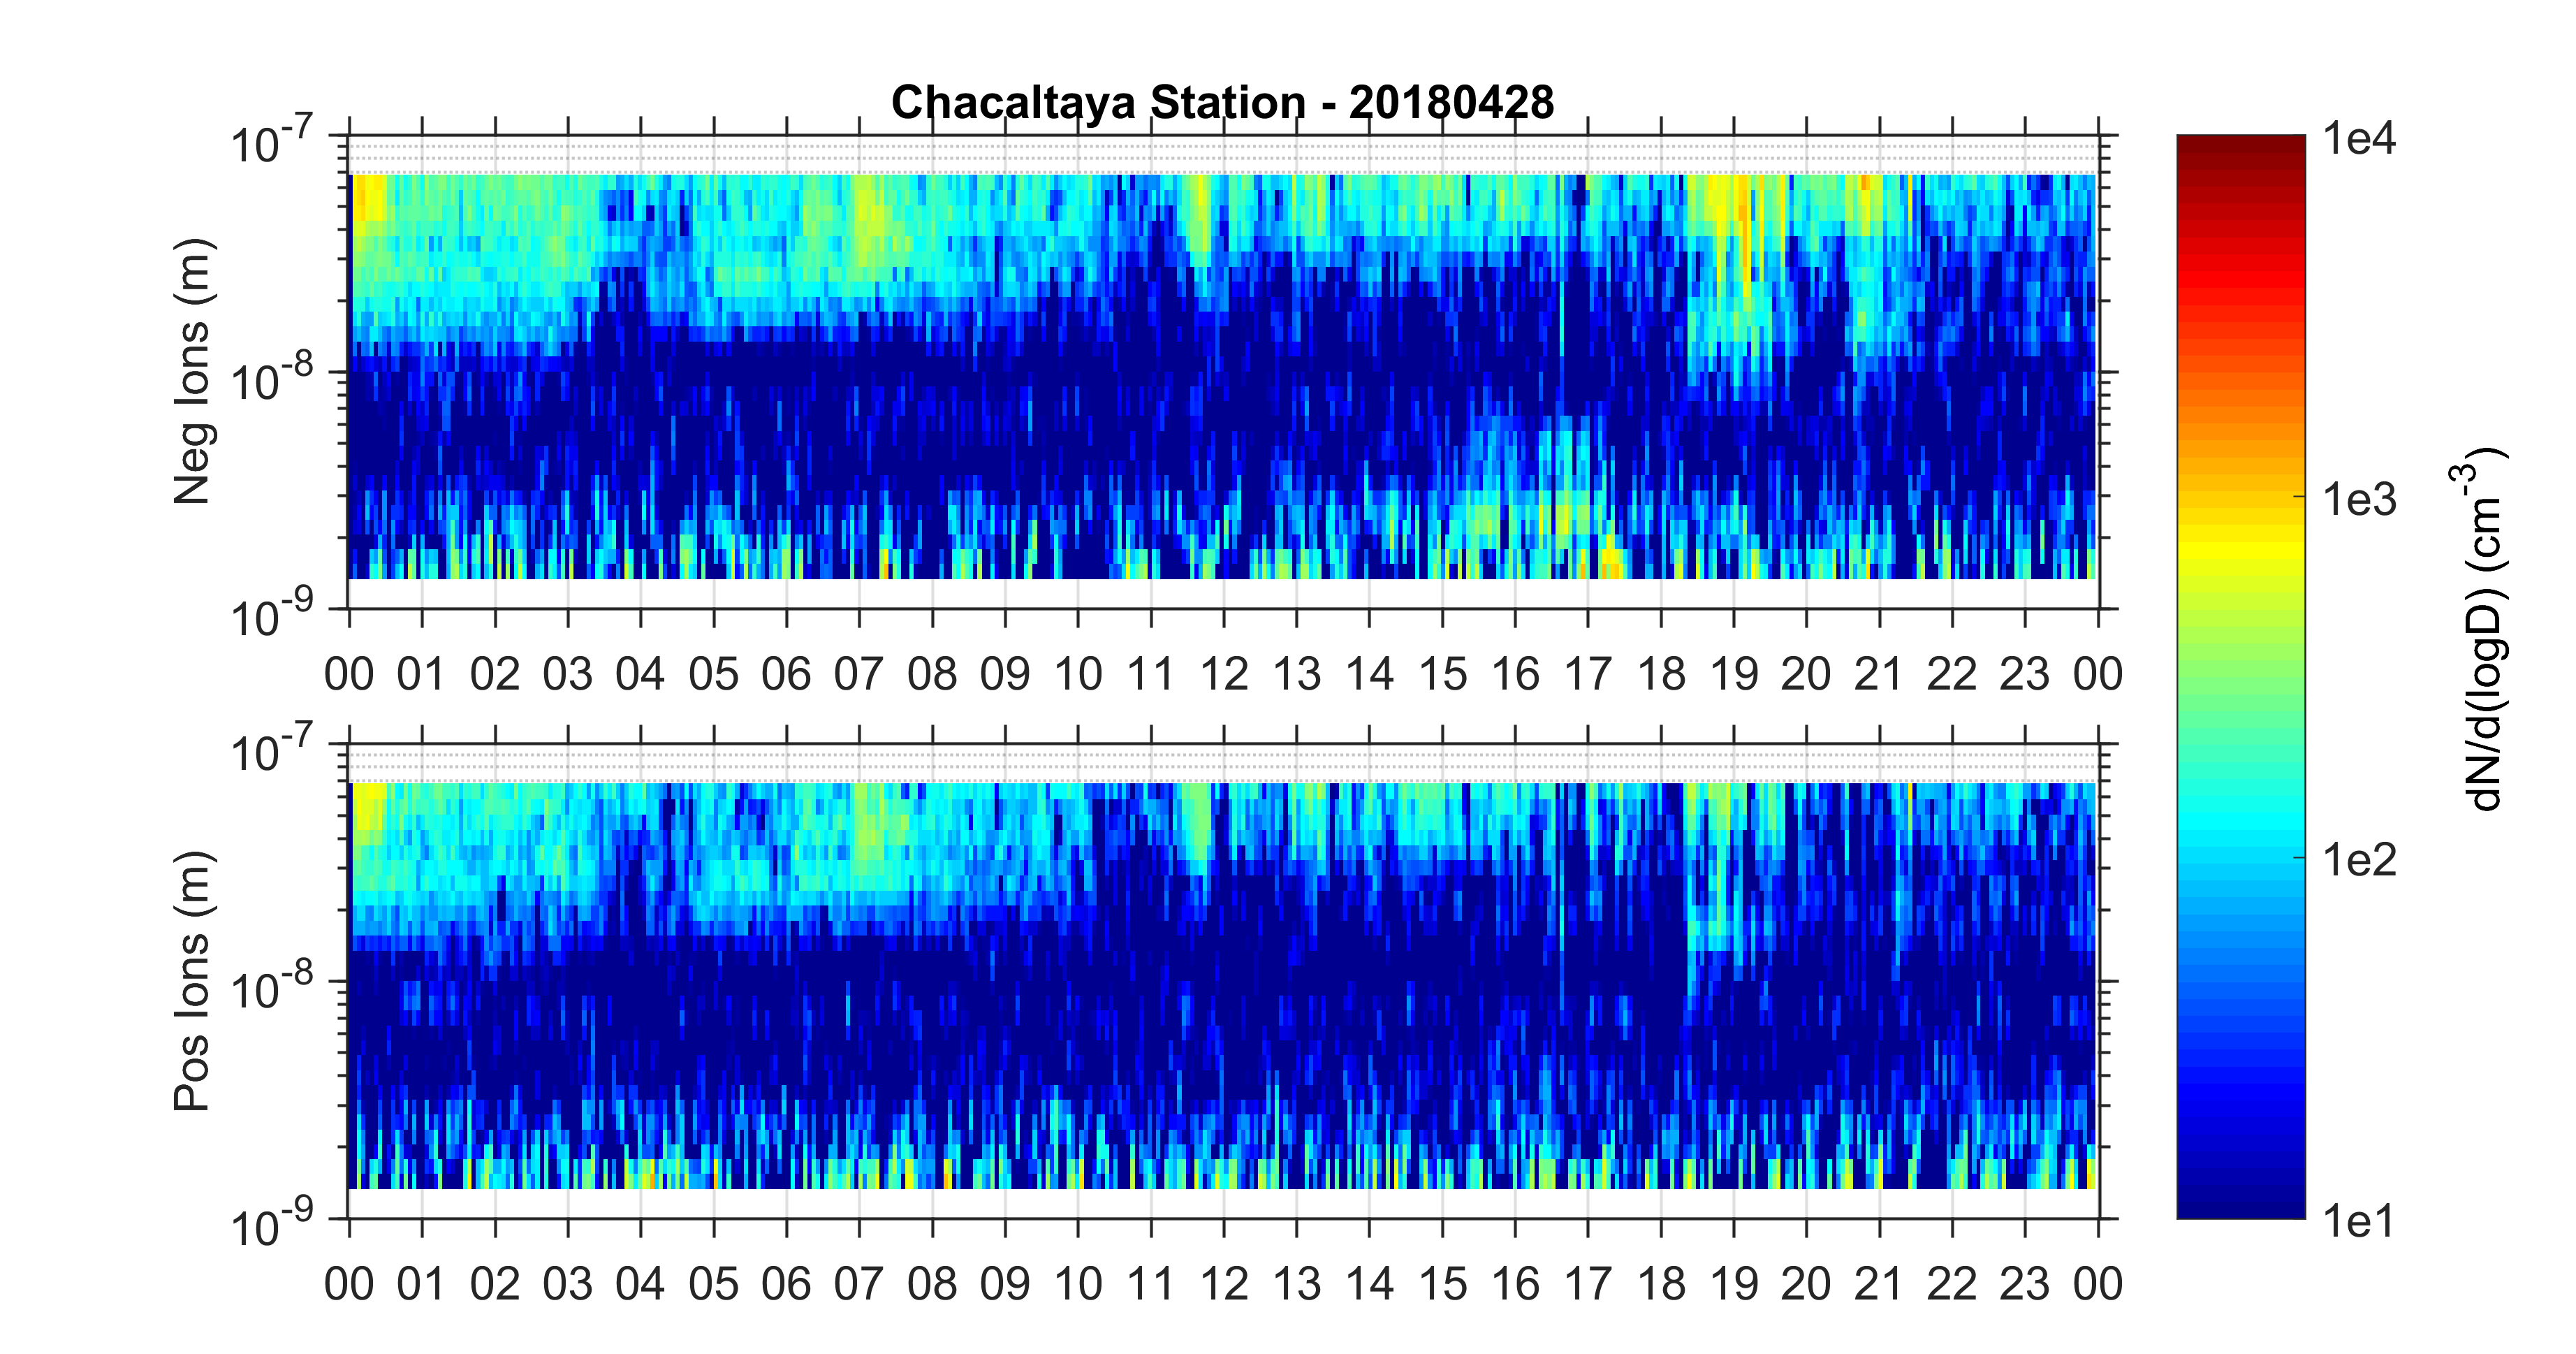 Chacaltaya Station - 20180428
10^-7
10^-8
10^-9
Neg Ions (m)
00 01 02 03 04 05 06 07 08 09 10 11 12 13 14 15 16 17 18 19 20 21 22 23 00
10^-7
10^-8
10^-9
Pos Ions (m)
00 01 02 03 04 05 06 07 08 09 10 11 12 13 14 15 16 17 18 19 20 21 22 23 00
1e4
1e3
1e2
1e1
dN/d(logD) (cm^-3)